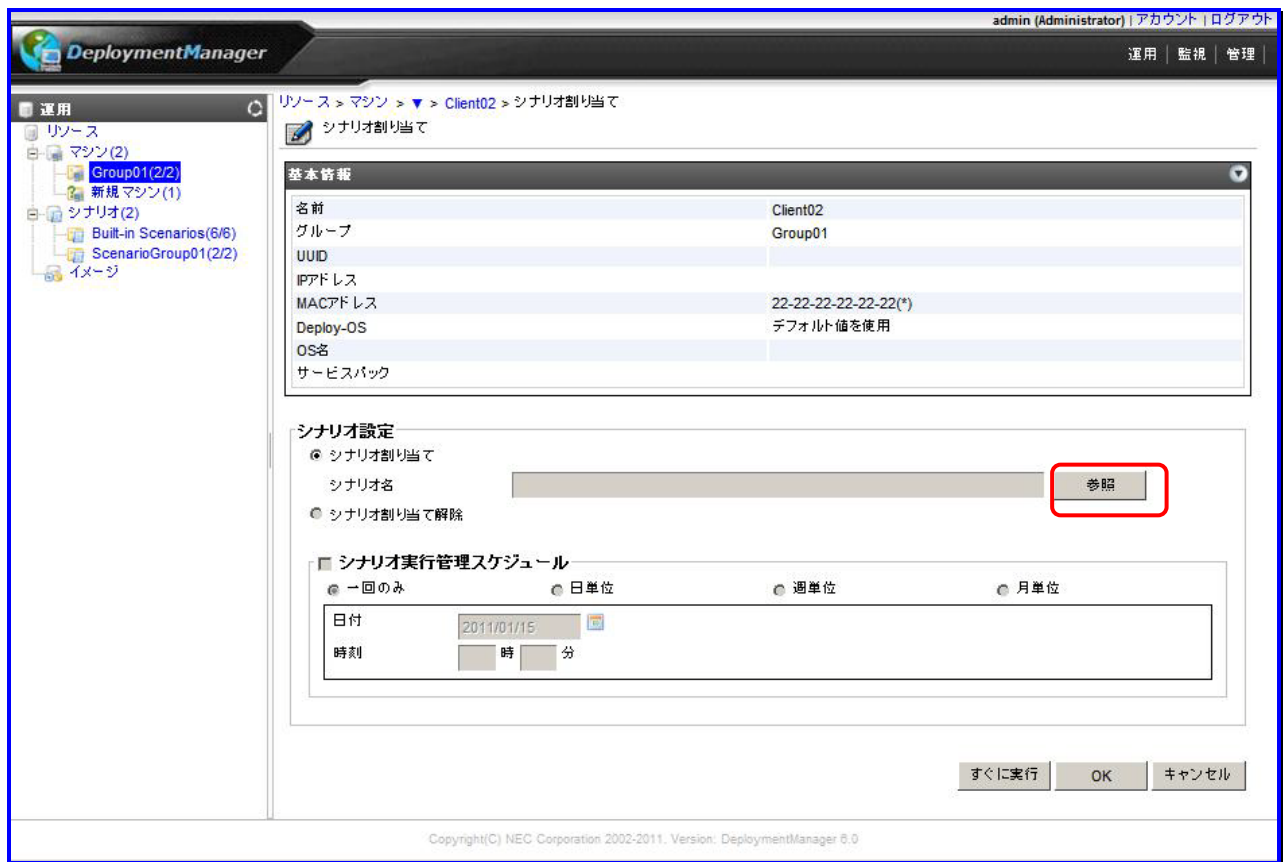 admin (Administrator) | アカウント | ログアウト
DeploymentManager
運用 | 監視 | 管理 |
運用
リソース
マシン(2)
Group01(2/2)
新規マシン(1)
シナリオ(2)
Built-in Scenarios(6/6)
ScenarioGroup01(2/2)
イメージ
リソース > マシン > ▼ > Client02 > シナリオ割り当て
シナリオ割り当て
基本情報
名前 Client02
グループ Group01
UUID
IPアドレス
MACアドレス 22-22-22-22-22-22(*)
Deploy-OS デフォルト値を使用
OS名
サービスパック
シナリオ設定
シナリオ割り当て
シナリオ名 参照
シナリオ割り当て解除
シナリオ実行管理スケジュール
一回のみ 日単位 週単位 月単位
日付 2011/01/15
時刻 時 分
すぐに実行 OK キャンセル
Copyright(C) NEC Corporation 2002-2011. Version: DeploymentManager 6.0